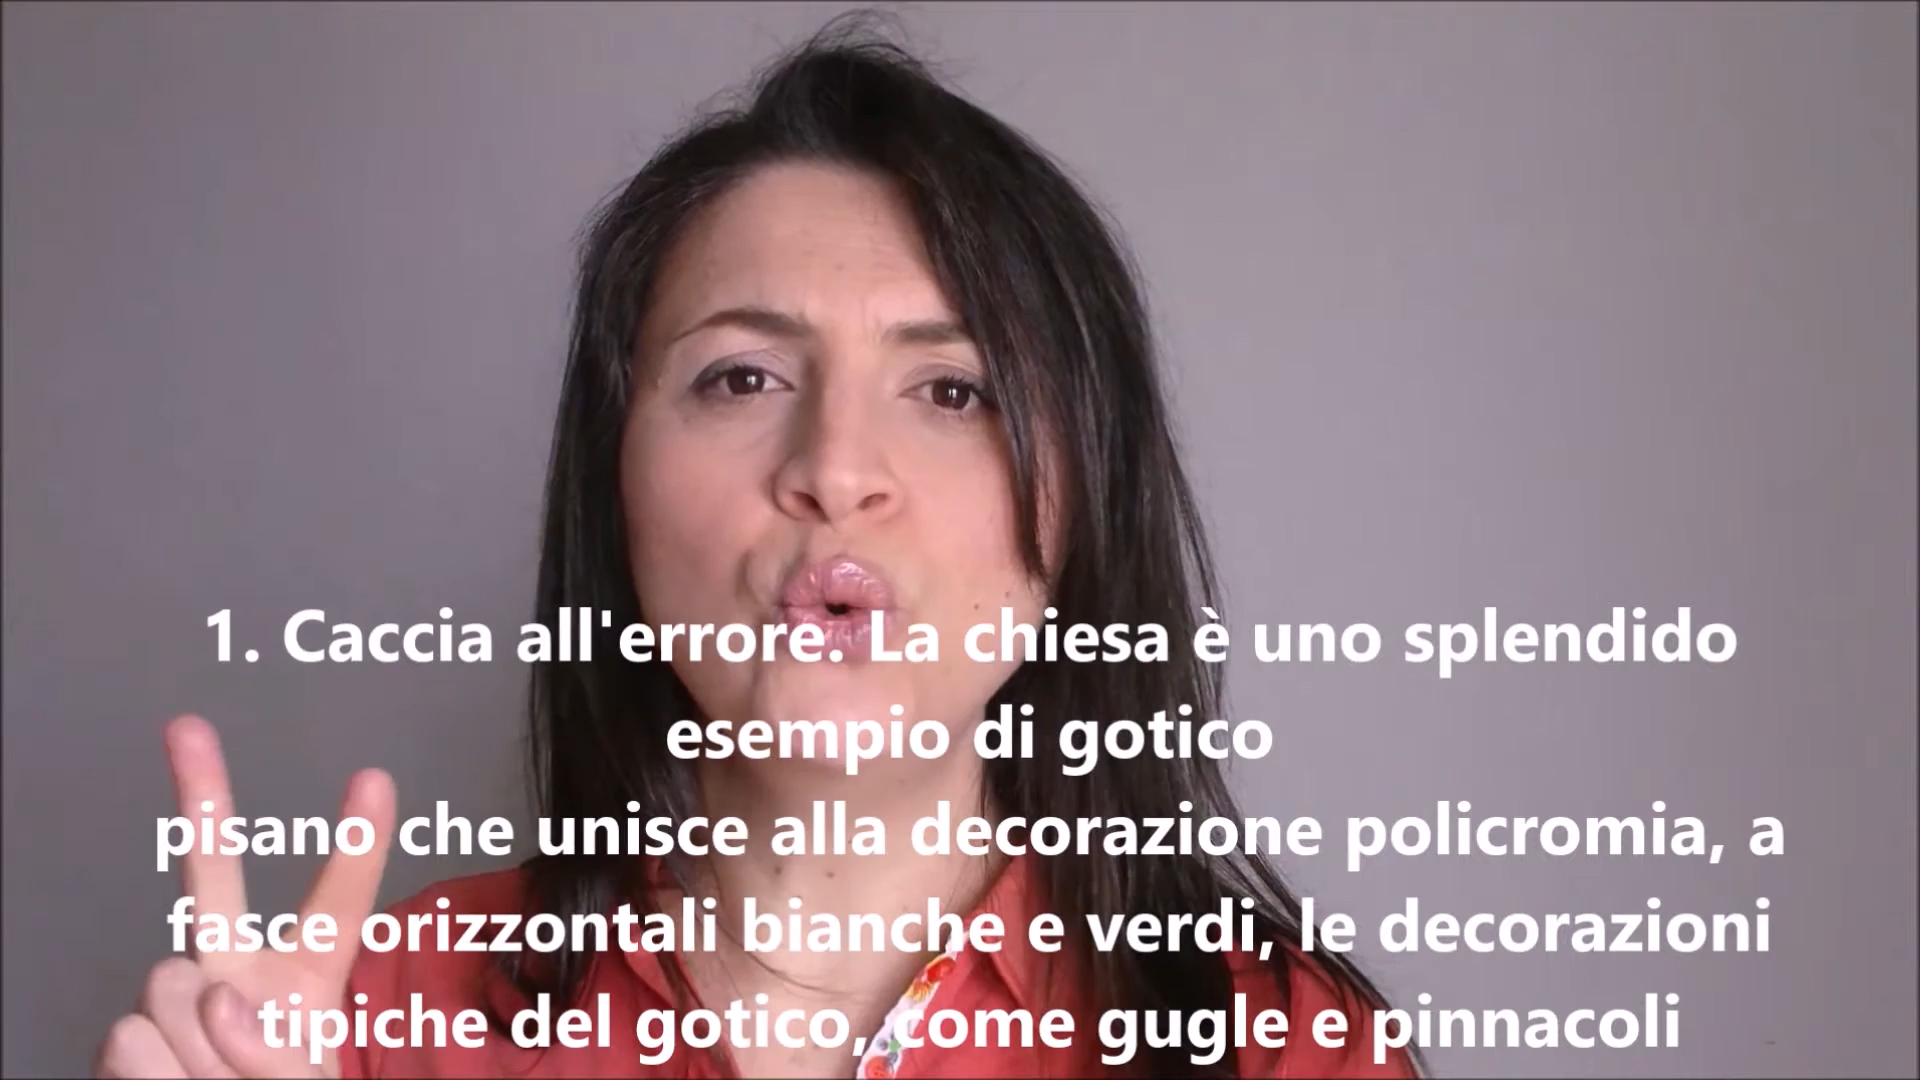 1. Caccia all'errore. La chiesa è uno splendido
esempio di gotico
pisano che unisce alla decorazione policromia, a
fasce orizzontali bianche e verdi, le decorazioni
tipiche del gotico, come gugle e pinnacoli